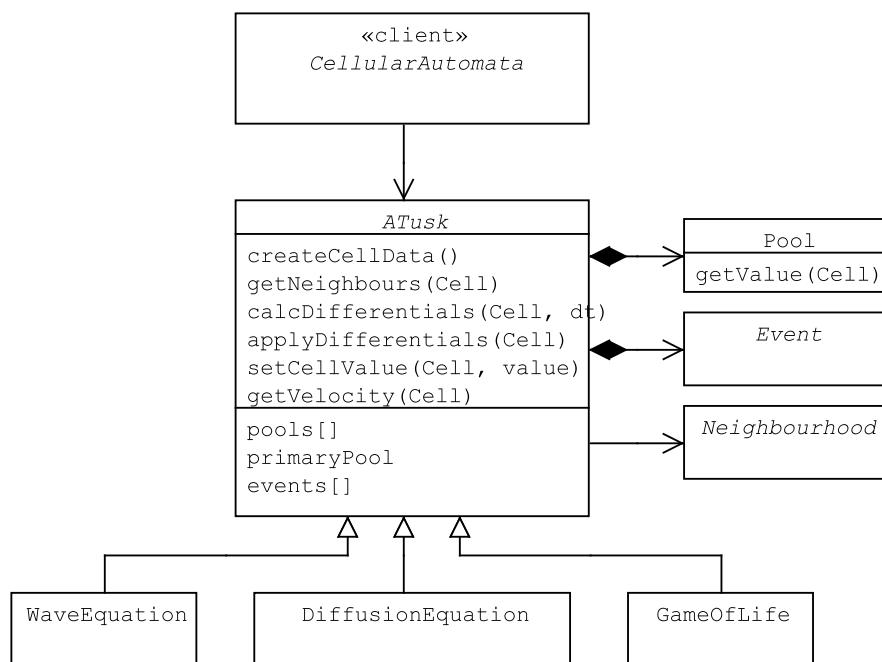 «client»
CellularAutomata
ATusk
createCellData()
getNeighbours(Cell)
calcDifferentials(Cell, dt)
applyDifferentials(Cell)
setCellValue(Cell, value)
getVelocity(Cell)
pools[]
primaryPool
events[]
Pool
getValue(Cell)
Event
Neighbourhood
WaveEquation
DiffusionEquation
GameOfLife